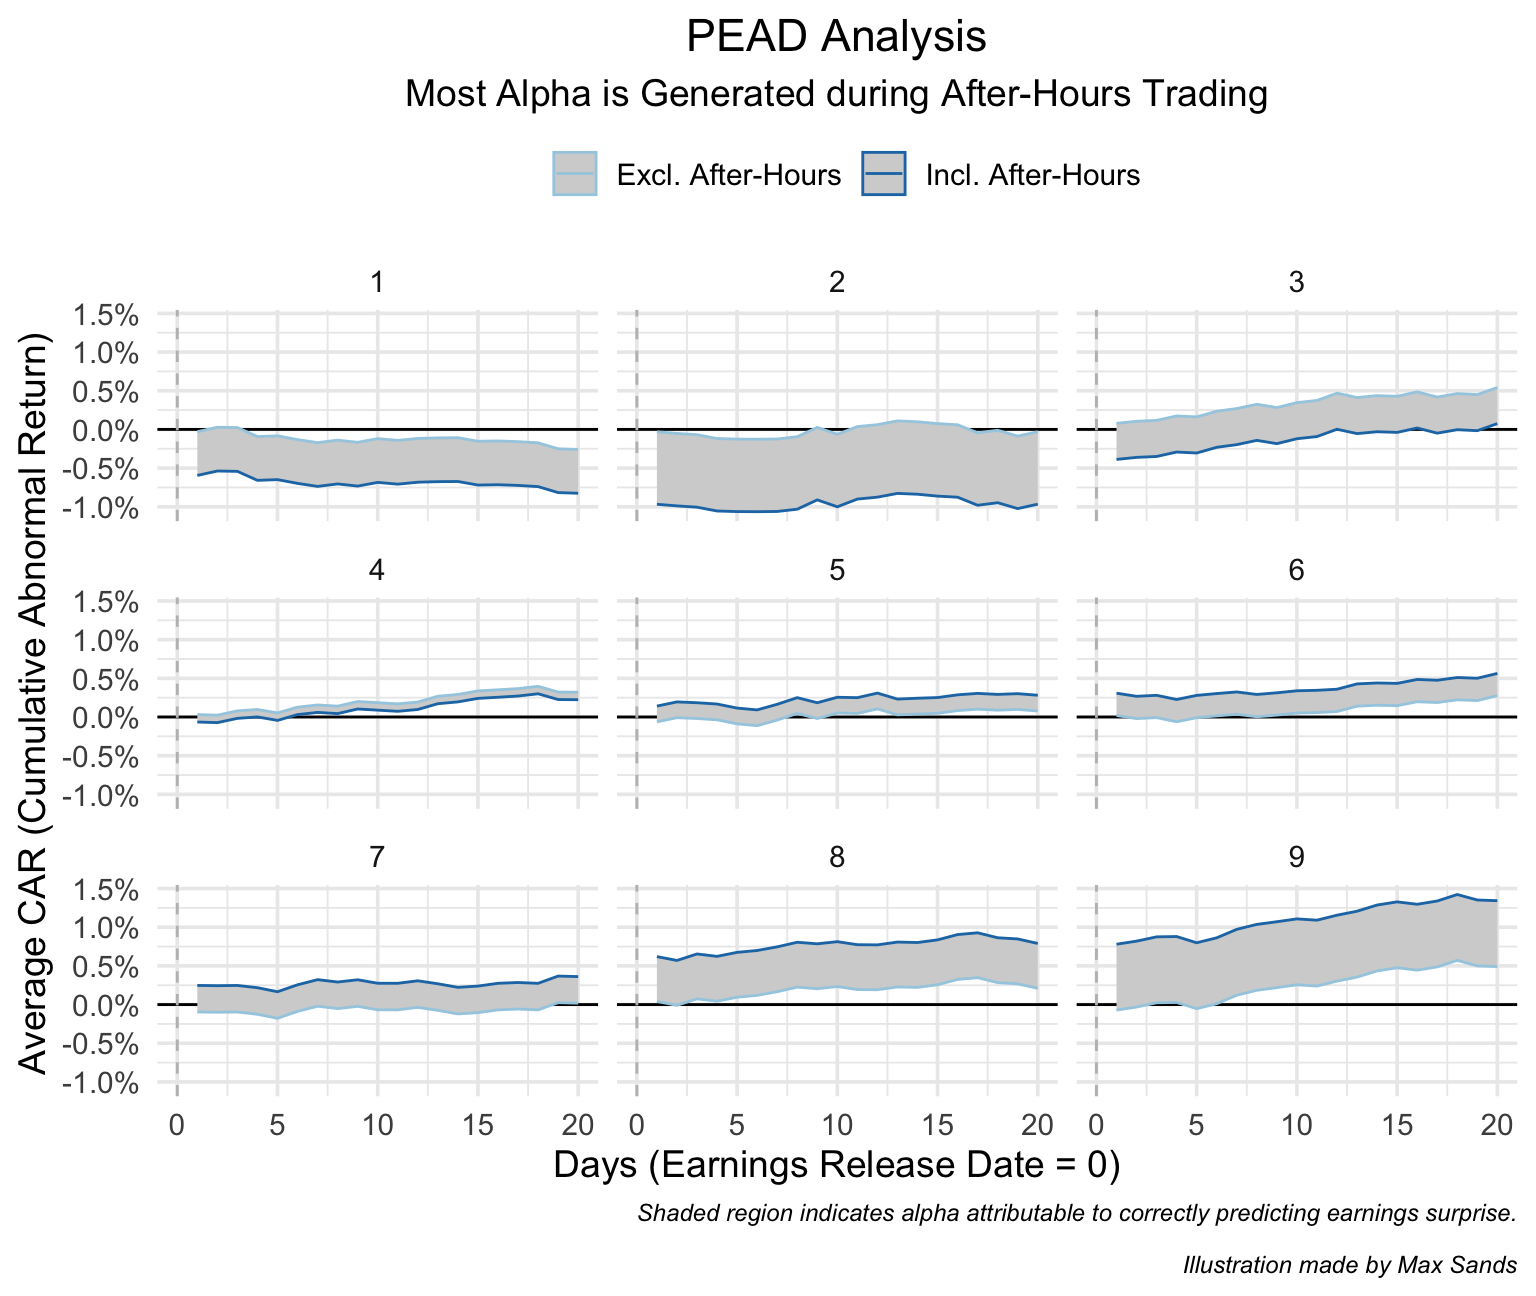 PEAD Analysis
Most Alpha is Generated during After-Hours Trading
Excl. After-Hours Incl. After-Hours
1 2 3
1.5%
1.0%
0.5%
0.0%
-0.5%
-1.0%
4 5 6
1.5%
1.0%
0.5%
0.0%
-0.5%
-1.0%
7 8 9
1.5%
1.0%
0.5%
0.0%
-0.5%
-1.0%
Average CAR (Cumulative Abnormal Return)
0 5 10 15 20 0 5 10 15 20 0 5 10 15 20
Days (Earnings Release Date = 0)
Shaded region indicates alpha attributable to correctly predicting earnings surprise.
Illustration made by Max Sands